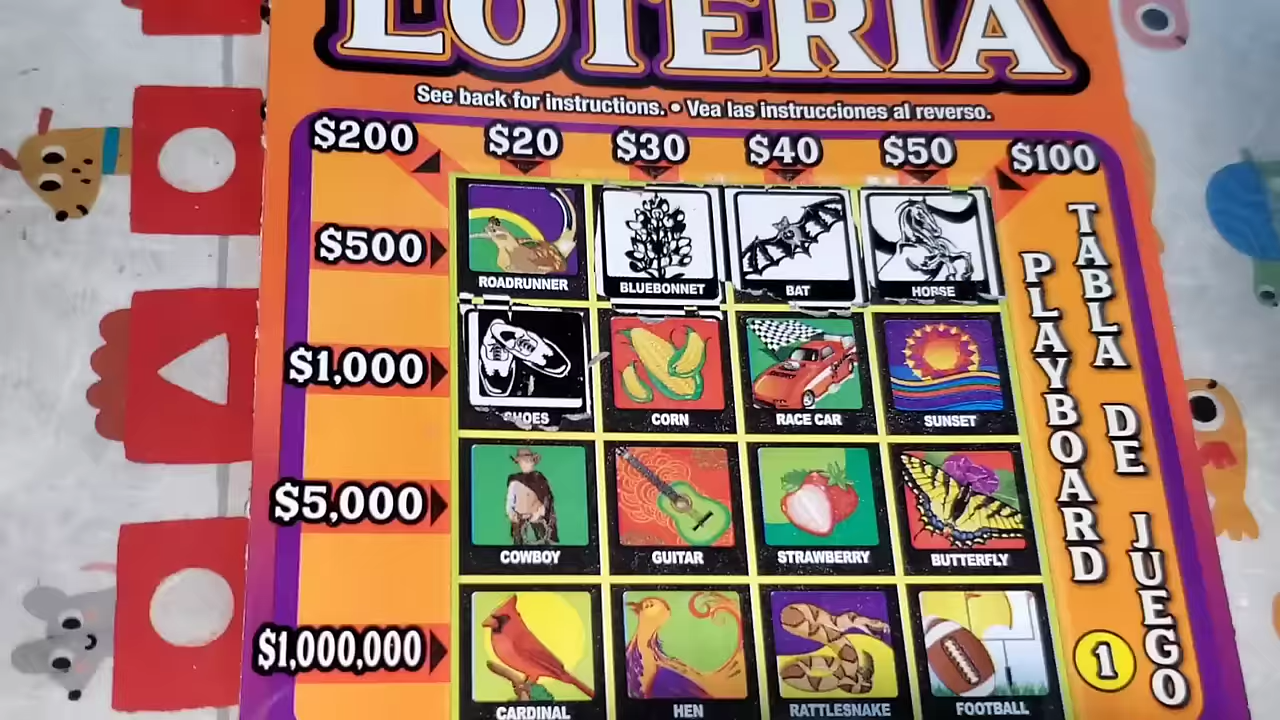 LOTERIA
See back for instructions. • Vea las instrucciones al reverso.
$200 $20 $30 $40 $50 $100
$500
ROADRUNNER BLUEBONNET BAT HORSE
$1,000
SHOES CORN RACE CAR SUNSET
$5,000
COWBOY GUITAR STRAWBERRY BUTTERFLY
$1,000,000
CARDINAL HEN RATTLESNAKE FOOTBALL
PLAYBOARD
TABLA DE JUEGO
1